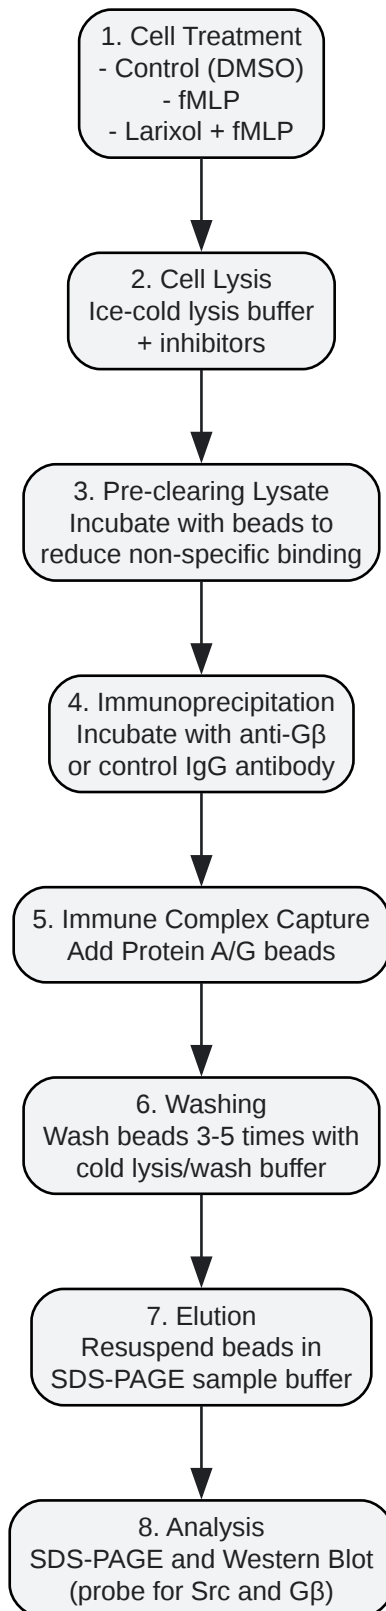 1. Cell Treatment
- Control (DMSO)
- fMLP
- Larixol + fMLP
2. Cell Lysis
Ice-cold lysis buffer
+ inhibitors
3. Pre-clearing Lysate
Incubate with beads to
reduce non-specific binding
4. Immunoprecipitation
Incubate with anti-Gβ
or control IgG antibody
5. Immune Complex Capture
Add Protein A/G beads
6. Washing
Wash beads 3-5 times with
cold lysis/wash buffer
7. Elution
Resuspend beads in
SDS-PAGE sample buffer
8. Analysis
SDS-PAGE and Western Blot
(probe for Src and Gβ)